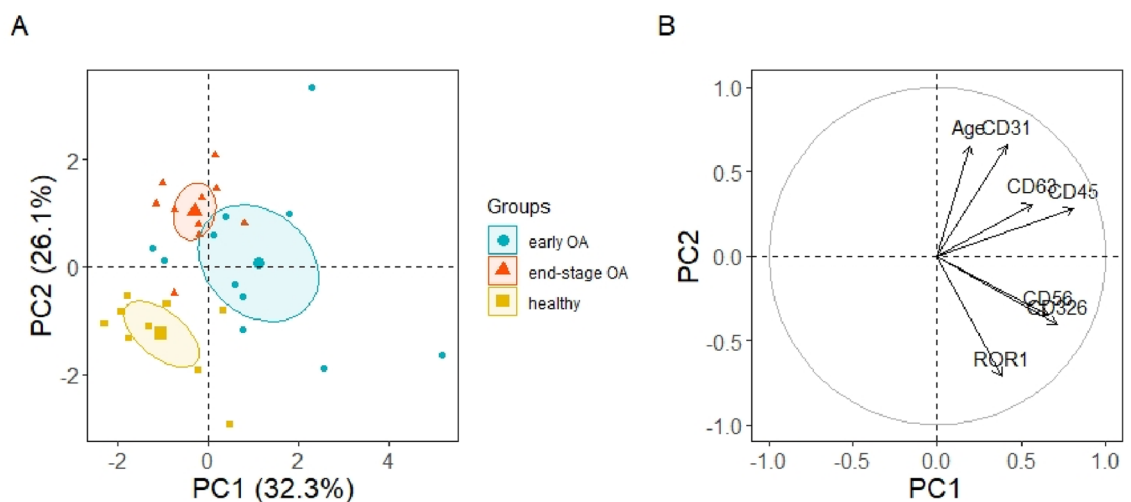 A
PC2 (26.1%)
2
0
-2
-2 0 2 4
PC1 (32.3%)
Groups
early OA
end-stage OA
healthy
B
PC2
1.0
0.5
0.0
-0.5
-1.0
Age CD31
CD63 CD45
CD56
CD326
ROR1
-1.0 -0.5 0.0 0.5 1.0
PC1